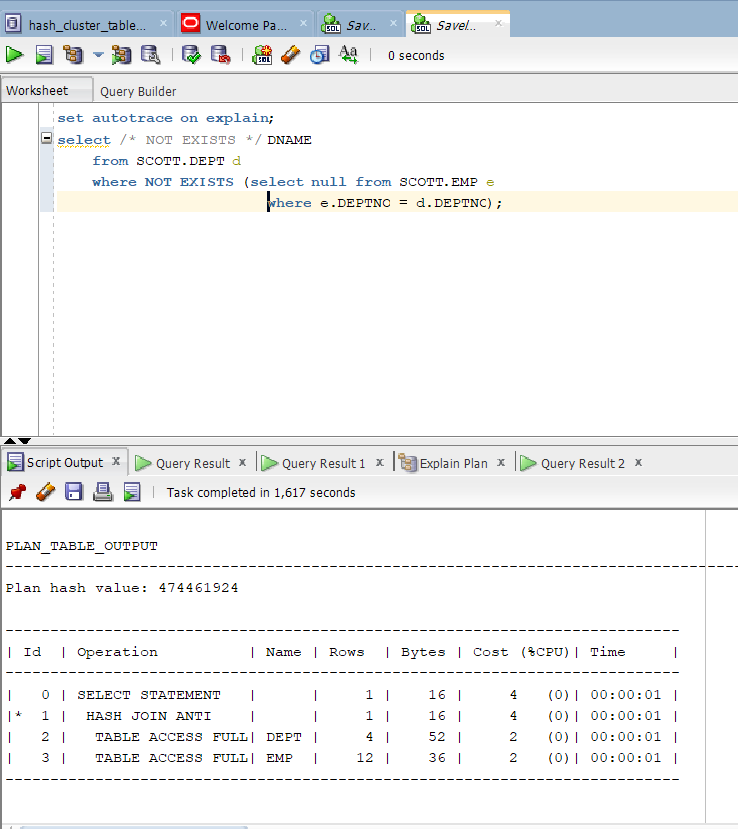 hash_cluster_table... Welcome Pa... Sav... Savel...
0 seconds
Worksheet Query Builder
set autotrace on explain;
select /* NOT EXISTS */ DNAME
from SCOTT.DEPT d
where NOT EXISTS (select null from SCOTT.EMP e
where e.DEPTNO = d.DEPTNO);
Script Output x Query Result x Query Result 1 x Explain Plan x Query Result 2 x
Task completed in 1,617 seconds
PLAN_TABLE_OUTPUT
--------------------------------------------------------------------------------
Plan hash value: 474461924
---------------------------------------------------------------------------
| Id  | Operation          | Name | Rows  | Bytes | Cost (%CPU)| Time     |
---------------------------------------------------------------------------
|   0 | SELECT STATEMENT   |      |     1 |    16 |     4   (0)| 00:00:01 |
|*  1 |  HASH JOIN ANTI    |      |     1 |    16 |     4   (0)| 00:00:01 |
|   2 |   TABLE ACCESS FULL| DEPT |     4 |    52 |     2   (0)| 00:00:01 |
|   3 |   TABLE ACCESS FULL| EMP  |    12 |    36 |     2   (0)| 00:00:01 |
---------------------------------------------------------------------------